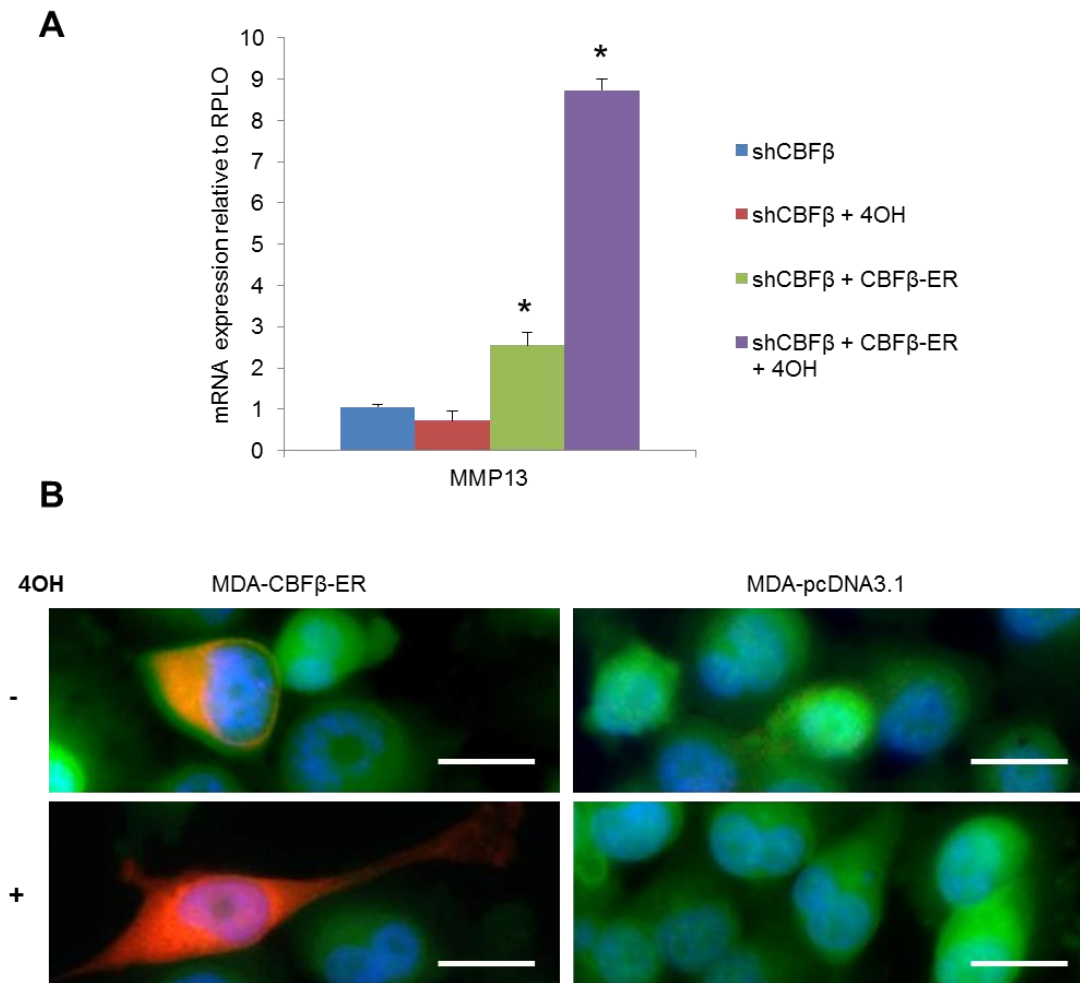 A
10
9
8
7
6
5
4
3
2
1
0
mRNA expression relative to RPLO
*
*
MMP13
shCBFβ
shCBFβ + 4OH
shCBFβ + CBFβ-ER
shCBFβ + CBFβ-ER
+ 4OH
B
4OH
MDA-CBFβ-ER
MDA-pcDNA3.1
-
+